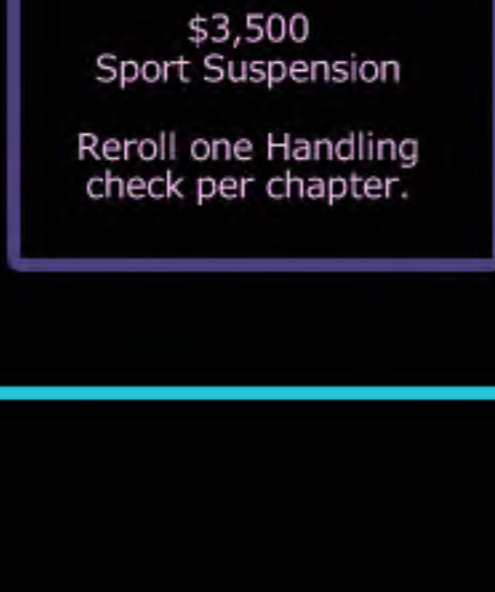 $3,500
Sport Suspension
Reroll one Handling
check per chapter.